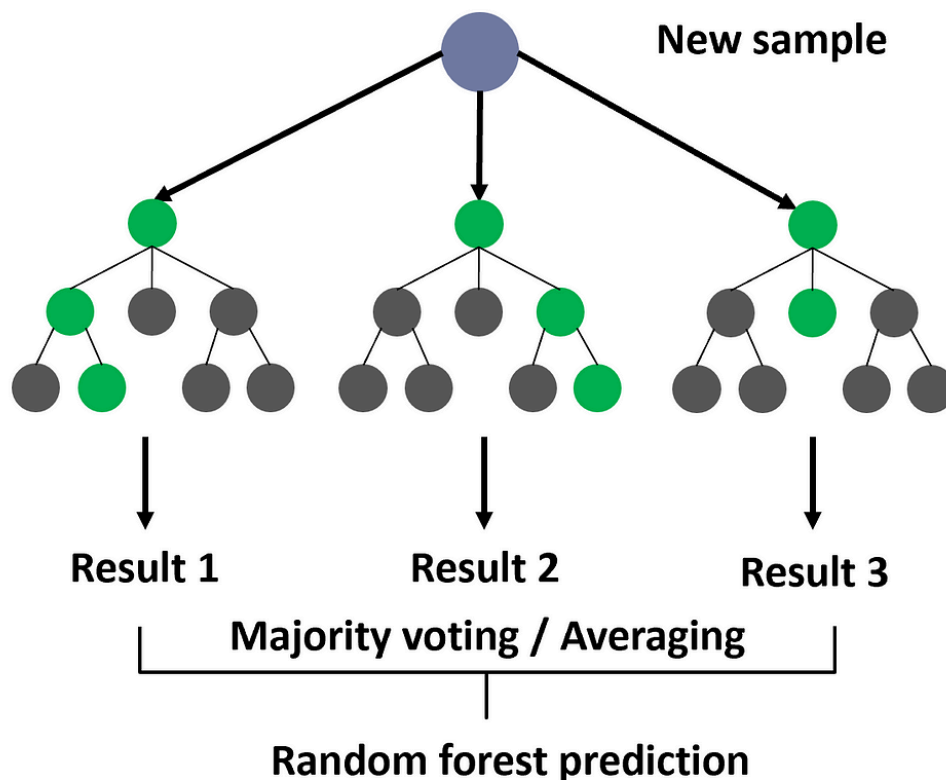 New sample
Result 1
Result 2
Result 3
Majority voting / Averaging
Random forest prediction